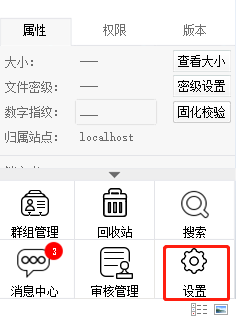 属性 权限 版本
大小: —— 查看大小
文件密级: —— 密级设置
数字指纹: —— 固化校验
归属站点: localhost
群组管理 回收站 搜索
3
消息中心 审核管理 设置